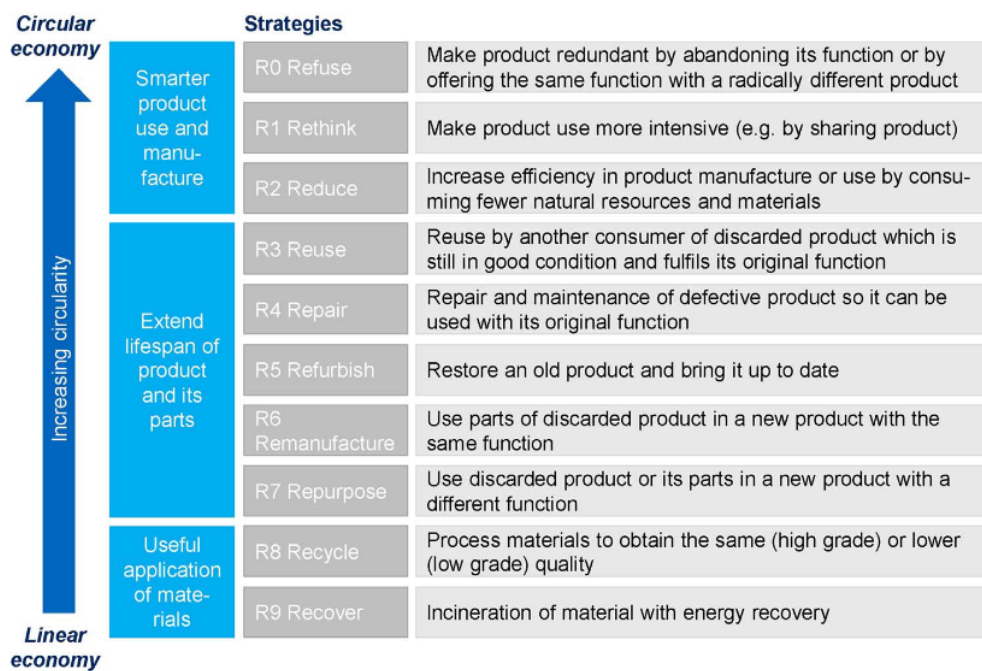 Circular
economy
Strategies
Increasing circularity
Smarter
product
use and
manu-
facture
R0 Refuse
Make product redundant by abandoning its function or by
offering the same function with a radically different product
R1 Rethink
Make product use more intensive (e.g. by sharing product)
R2 Reduce
Increase efficiency in product manufacture or use by consu-
ming fewer natural resources and materials
Extend
lifespan of
product
and its
parts
R3 Reuse
Reuse by another consumer of discarded product which is
still in good condition and fulfils its original function
R4 Repair
Repair and maintenance of defective product so it can be
used with its original function
R5 Refurbish
Restore an old product and bring it up to date
R6
Remanufacture
Use parts of discarded product in a new product with the
same function
R7 Repurpose
Use discarded product or its parts in a new product with a
different function
Useful
application
of mate-
rials
R8 Recycle
Process materials to obtain the same (high grade) or lower
(low grade) quality
R9 Recover
Incineration of material with energy recovery
Linear
economy